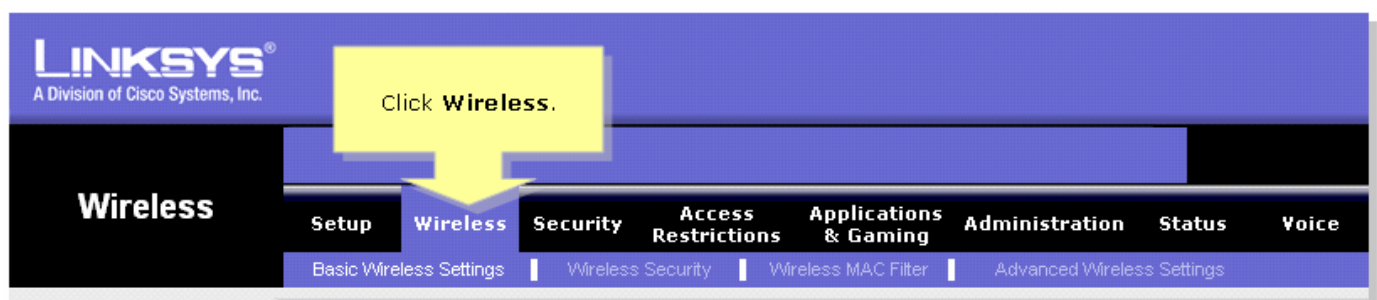 LINKSYS®
A Division of Cisco Systems, Inc.
Click Wireless.
Wireless
Setup Wireless Security Access Restrictions Applications & Gaming Administration Status Voice
Basic Wireless Settings Wireless Security Wireless MAC Filter Advanced Wireless Settings